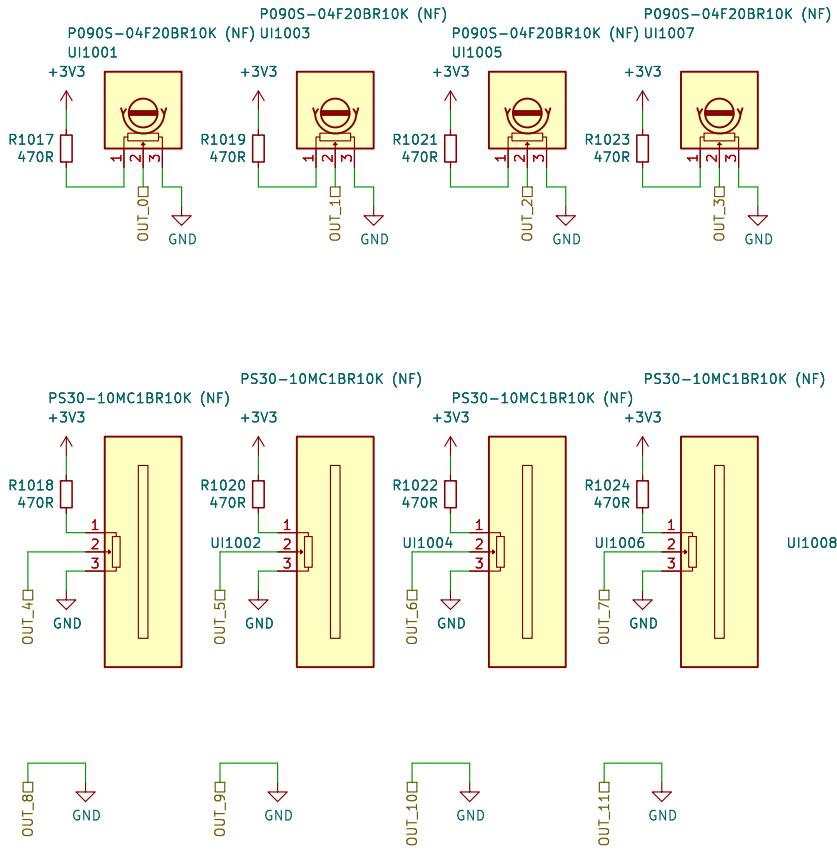 P090S-04F20BR10K (NF)
UI1001
+3V3
R1017
470R
1
2
3
OUT_0
GND
P090S-04F20BR10K (NF)
UI1003
+3V3
R1019
470R
1
2
3
OUT_1
GND
P090S-04F20BR10K (NF)
UI1005
+3V3
R1021
470R
1
2
3
OUT_2
GND
P090S-04F20BR10K (NF)
UI1007
+3V3
R1023
470R
1
2
3
OUT_3
GND
PS30-10MC1BR10K (NF)
+3V3
R1018
470R
1
2
3
UI1002
OUT_4
GND
PS30-10MC1BR10K (NF)
+3V3
R1020
470R
1
2
3
UI1004
OUT_5
GND
PS30-10MC1BR10K (NF)
+3V3
R1022
470R
1
2
3
UI1006
OUT_6
GND
PS30-10MC1BR10K (NF)
+3V3
R1024
470R
1
2
3
UI1008
OUT_7
GND
OUT_8
GND
OUT_9
GND
OUT_10
GND
OUT_11
GND